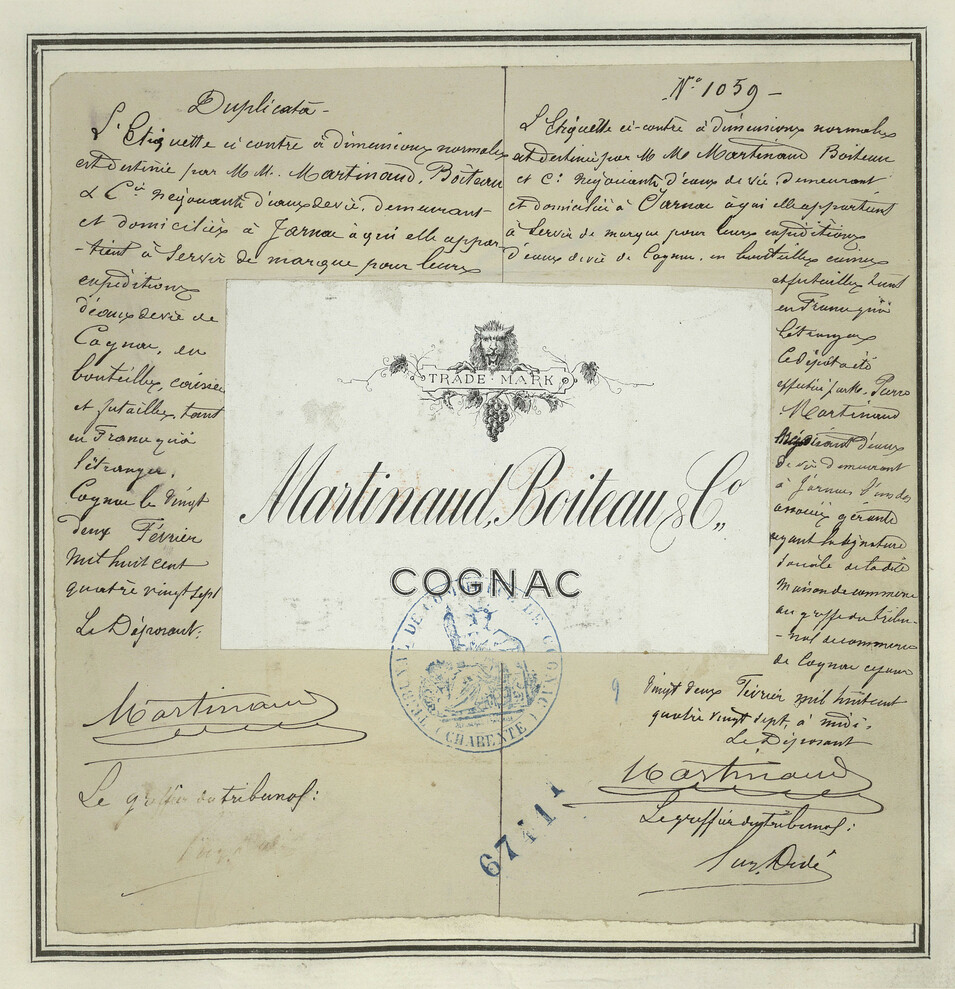 Duplicata -
L'Etiquette ci contre à dimensions normales
est destinée par M M. Martinaud, Boiteau
& Cie Négociants d'eaux de vie, demeurant
et domiciliés à Jarnac à qui elle appar
-tient à Servir de marque pour leurs
expéditions
d'eaux de vie de
Cognac, en
bouteilles, caisses
et futailles, tant
en France qu'à
l'étranger.
Cognac le Vingt
deux Février
Mil huit cent
quatre vingt sept
Le Déposant:
Martinaud
Le greffier du tribunal:
No 1059 -
L'Etiquette ci-contre à dimensions normales
est destinée par M M Martinaud Boiteau
et Cie Négociants d'eaux de vie, demeurant
et domiciliés à Jarnac à qui elle appartient
à Servir de marque pour leurs expéditions
d'eaux de vie de Cognac, en bouteilles caisses
et futailles tant
en France qu'à
l'étranger
Ce dépôt a été
effectué par M. Pierre
Martinaud
Négociant d'eaux
de vie demeurant
à Jarnac l'un des
associés gérants
ayant la signature
sociale de la dite
Maison de commerce
au greffe du tribu-
-nal de commerce
de Cognac ce jour
Vingt deux Février mil huit cent
quatre vingt sept, à midi.
Le Déposant
Martinaud
Le greffier du tribunal:
TRADE-MARK
Martinaud, Boiteau & Co,,
COGNAC
TRIBUNAL DE COMMERCE DE COGNAC
(CHARENTE)
9